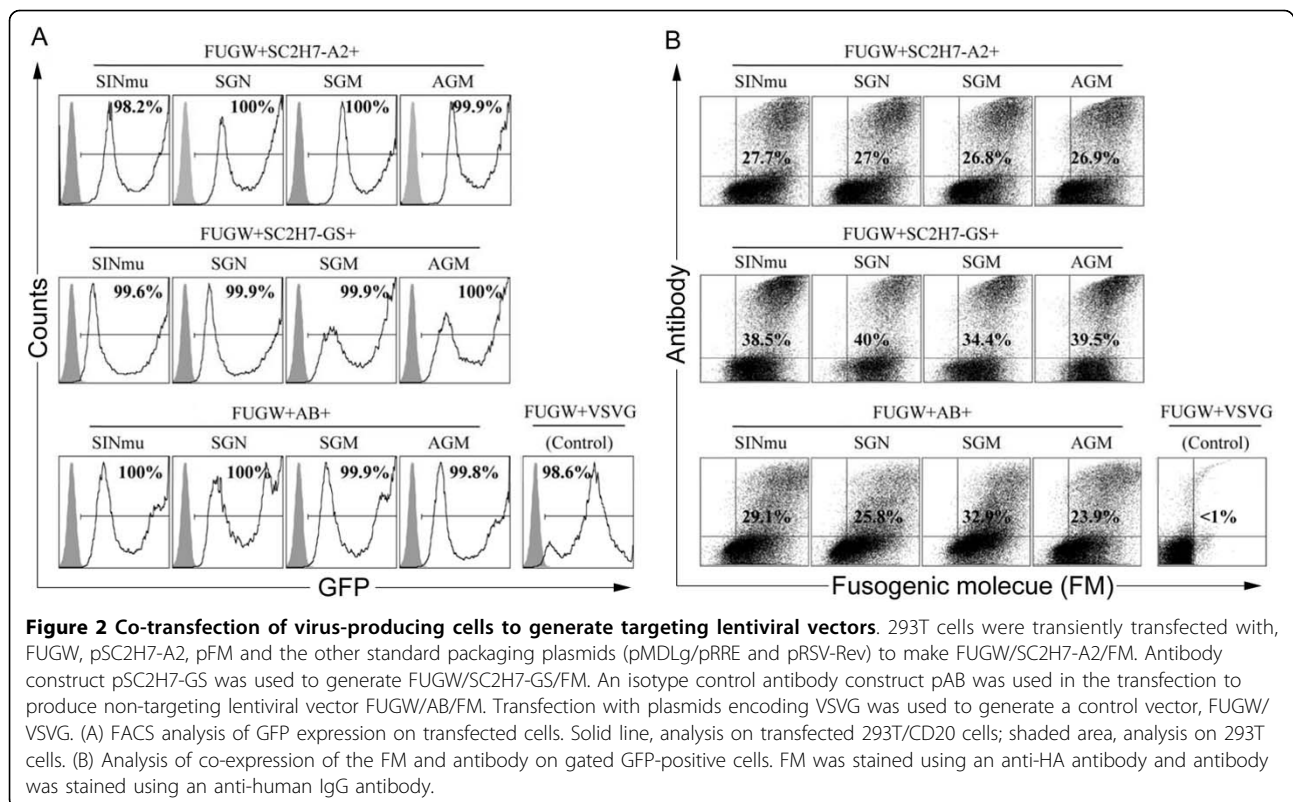 A
FUGW+SC2H7-A2+
SINmu SGN SGM AGM
98.2% 100% 100% 99.9%
FUGW+SC2H7-GS+
SINmu SGN SGM AGM
99.6% 99.9% 99.9% 100%
FUGW+AB+ FUGW+VSVG
SINmu SGN SGM AGM (Control)
100% 100% 99.9% 99.8% 98.6%
Counts
GFP
B
FUGW+SC2H7-A2+
SINmu SGN SGM AGM
27.7% 27% 26.8% 26.9%
FUGW+SC2H7-GS+
SINmu SGN SGM AGM
38.5% 40% 34.4% 39.5%
FUGW+AB+ FUGW+VSVG
SINmu SGN SGM AGM (Control)
29.1% 25.8% 32.9% 23.9% <1%
Antibody
Fusogenic molecue (FM)
Figure 2 Co-transfection of virus-producing cells to generate targeting lentiviral vectors. 293T cells were transiently transfected with,
FUGW, pSC2H7-A2, pFM and the other standard packaging plasmids (pMDLg/pRRE and pRSV-Rev) to make FUGW/SC2H7-A2/FM. Antibody
construct pSC2H7-GS was used to generate FUGW/SC2H7-GS/FM. An isotype control antibody construct pAB was used in the transfection to
produce non-targeting lentiviral vector FUGW/AB/FM. Transfection with plasmids encoding VSVG was used to generate a control vector, FUGW/
VSVG. (A) FACS analysis of GFP expression on transfected cells. Solid line, analysis on transfected 293T/CD20 cells; shaded area, analysis on 293T
cells. (B) Analysis of co-expression of the FM and antibody on gated GFP-positive cells. FM was stained using an anti-HA antibody and antibody
was stained using an anti-human IgG antibody.